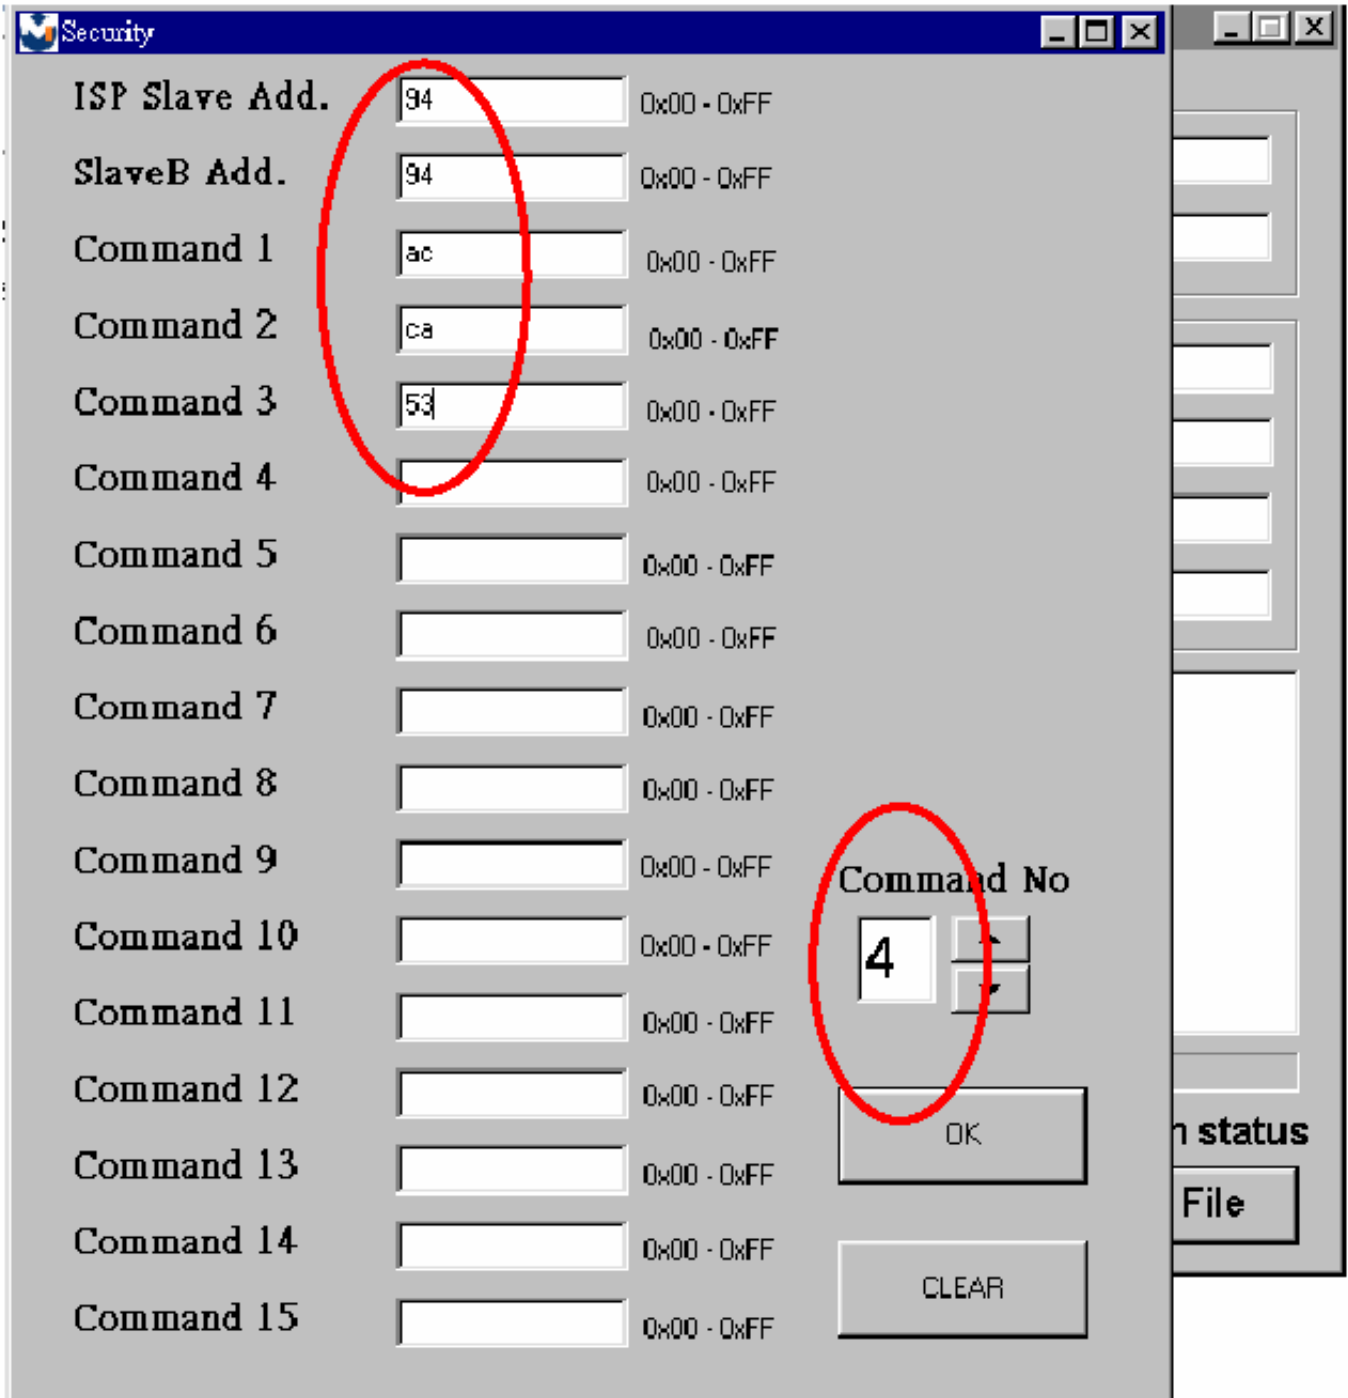 Security
ISP Slave Add. 94 0x00 - 0xFF
SlaveB Add. 94 0x00 - 0xFF
Command 1 ac 0x00 - 0xFF
Command 2 ca 0x00 - 0xFF
Command 3 53 0x00 - 0xFF
Command 4 0x00 - 0xFF
Command 5 0x00 - 0xFF
Command 6 0x00 - 0xFF
Command 7 0x00 - 0xFF
Command 8 0x00 - 0xFF
Command 9 0x00 - 0xFF
Command No
Command 10 0x00 - 0xFF
4
Command 11 0x00 - 0xFF
Command 12 0x00 - 0xFF
OK
status
Command 13 0x00 - 0xFF
File
Command 14 0x00 - 0xFF
CLEAR
Command 15 0x00 - 0xFF